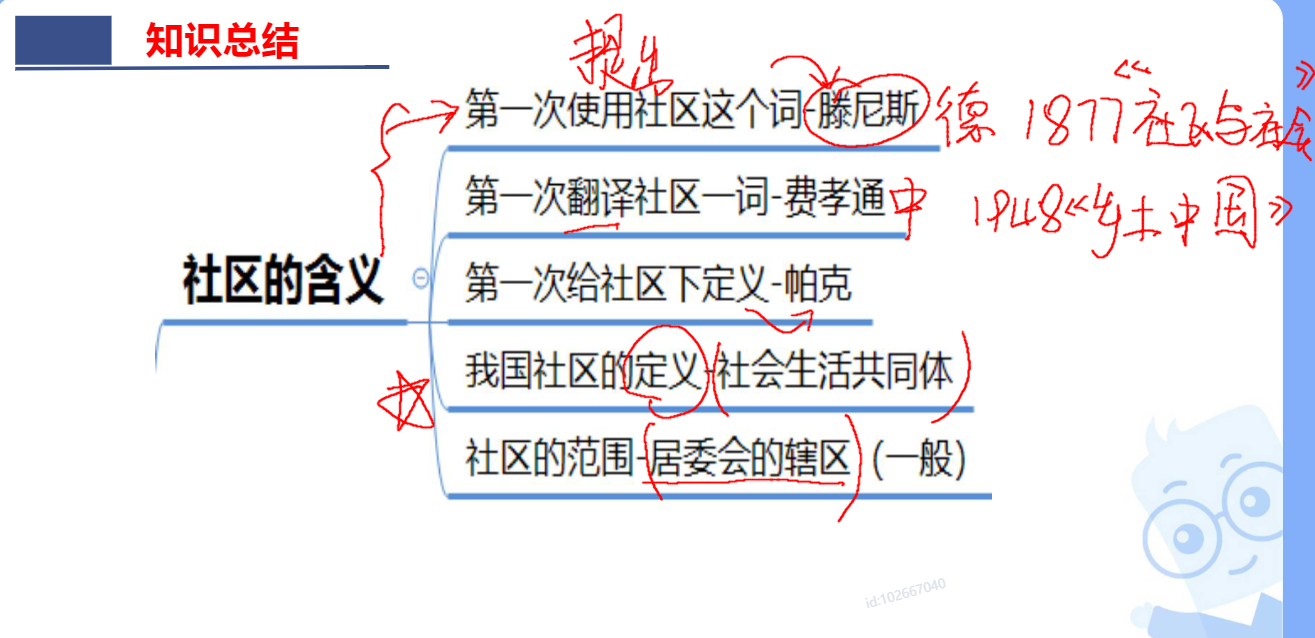 知识总结
提出
第一次使用社区这个词-滕尼斯 德 1877《社区与社会》
第一次翻译社区一词-费孝通 中 1948《乡土中国》
社区的含义
第一次给社区下定义-帕克
我国社区的定义-社会生活共同体
社区的范围-居委会的辖区（一般）
id:102667040